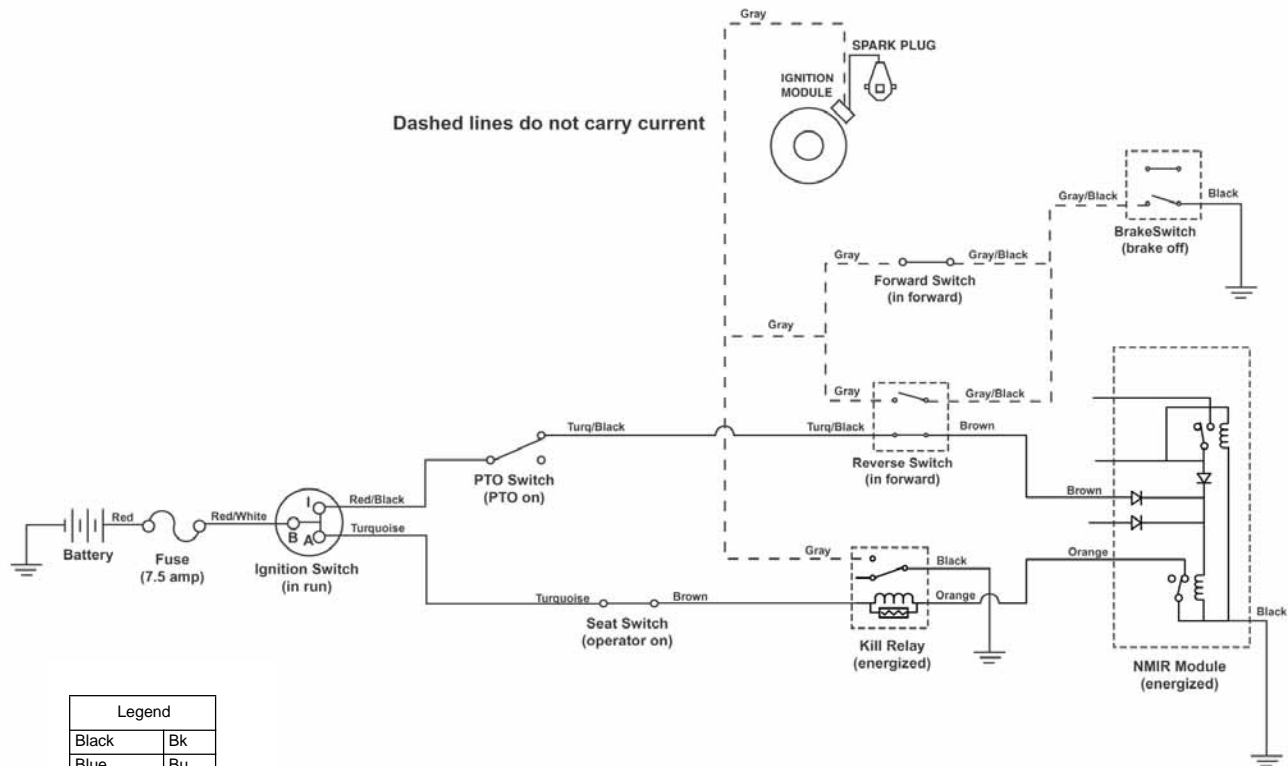 Gray
SPARK PLUG
IGNITION
MODULE
Dashed lines do not carry current
Gray/Black
Black
BrakeSwitch
(brake off)
Gray
Gray/Black
Forward Switch
(in forward)
Gray
Gray
Gray/Black
Turq/Black
Turq/Black
Brown
PTO Switch
(PTO on)
Reverse Switch
(in forward)
Brown
Red/Black
I
Red
Red/White
B
A
Turquoise
Battery
Fuse
(7.5 amp)
Ignition Switch
(in run)
Gray
Black
Orange
Turquoise
Brown
Orange
Seat Switch
(operator on)
Kill Relay
(energized)
Black
NMIR Module
(energized)
Legend
Black Bk
Blue Bu